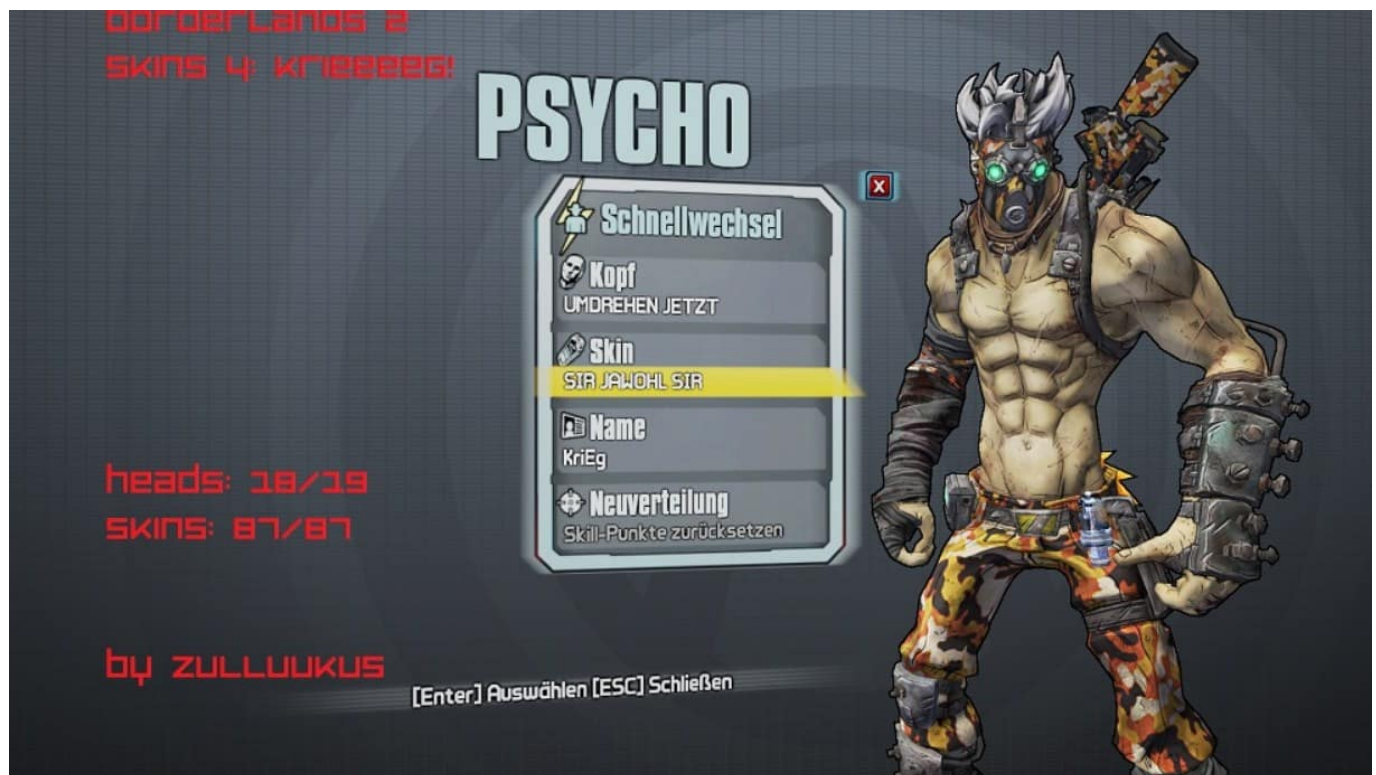 Borderlands 2
Skins 4: Krieeeeg!
PSYCHO
X
Schnellwechsel
Kopf
UMDREHEN JETZT
Skin
SIR JAWOHL SIR
Name
KriEg
Neuverteilung
Skill-Punkte zurücksetzen
heads: 18/19
skins: 87/87
by zulluukus
[Enter] Auswählen [ESC] Schließen